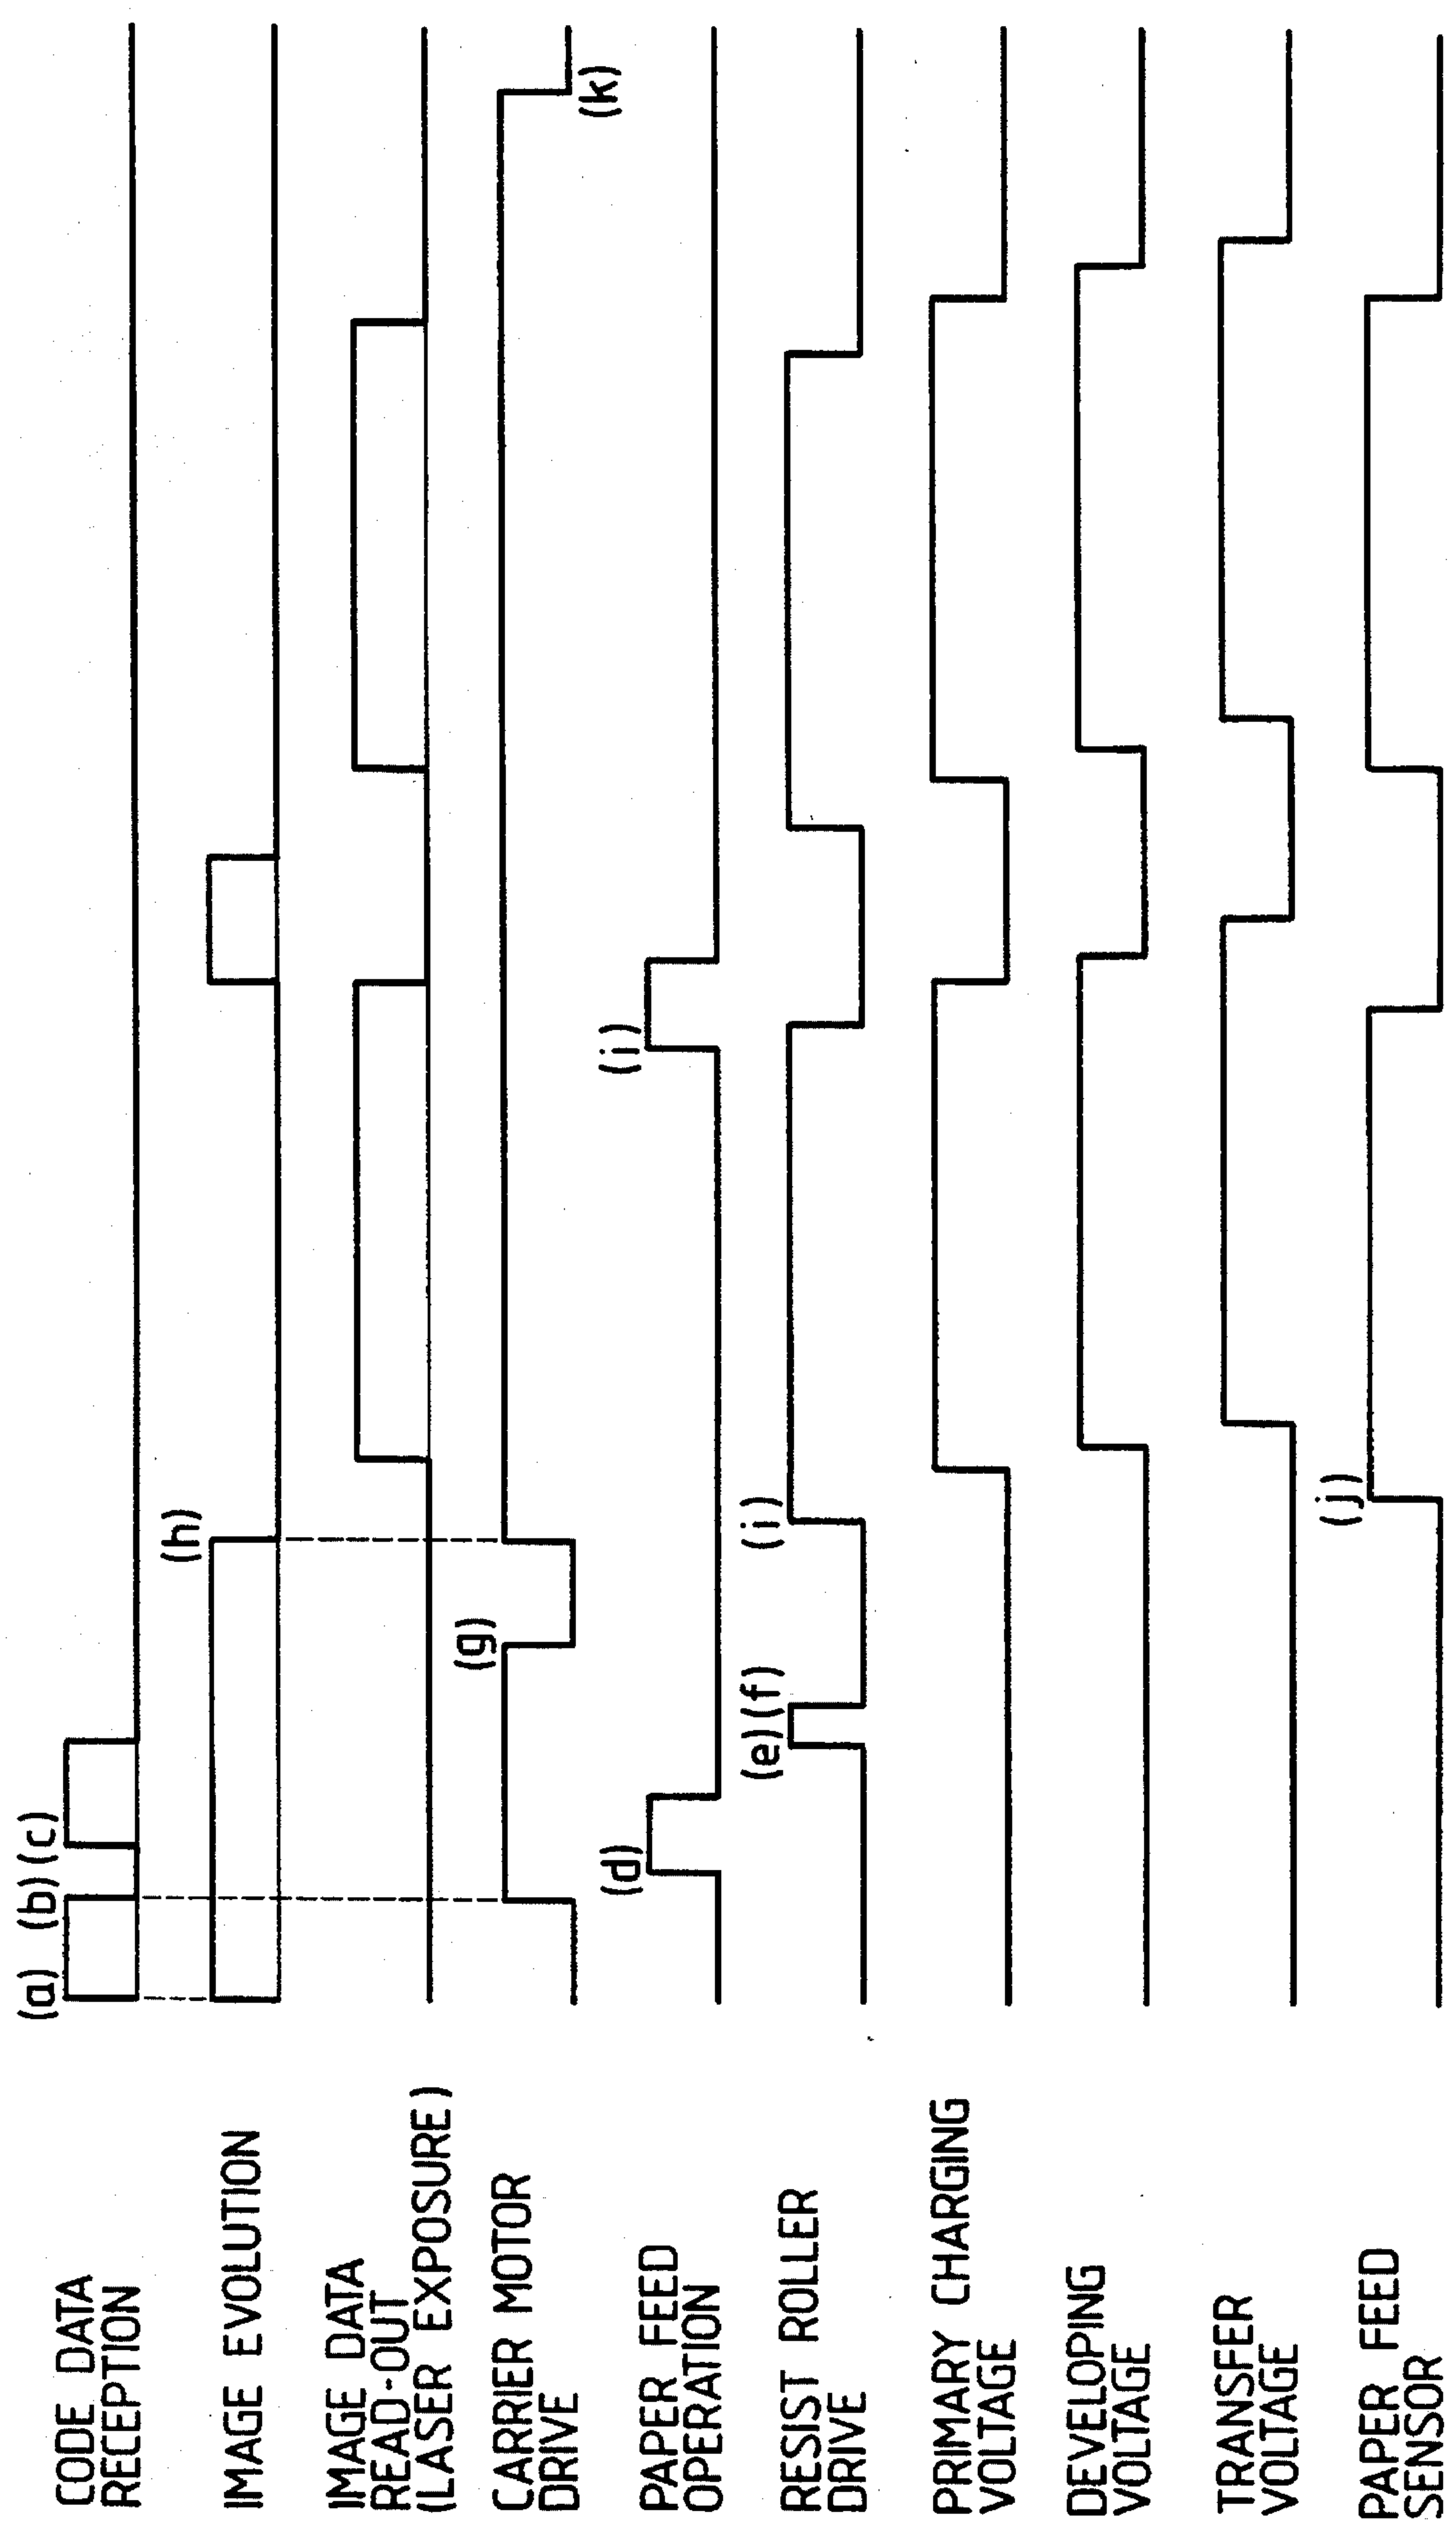 (a) (b) (c)
CODE DATA
RECEPTION
(h)
IMAGE EVOLUTION
IMAGE DATA
READ-OUT
(LASER EXPOSURE)
(g)
(k)
CARRIER MOTOR
DRIVE
(d)
(i)
PAPER FEED
OPERATION
(e) (f)
(i)
RESIST ROLLER
DRIVE
PRIMARY CHARGING
VOLTAGE
DEVELOPING
VOLTAGE
TRANSFER
VOLTAGE
(j)
PAPER FEED
SENSOR